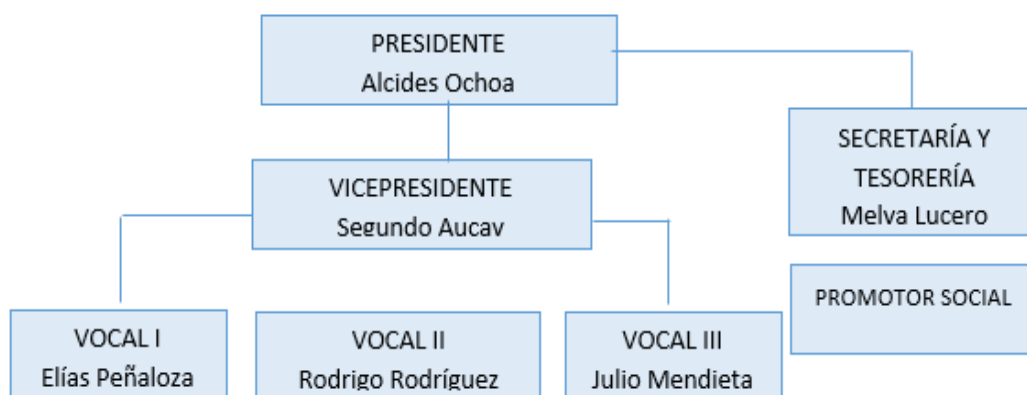 PRESIDENTE
Alcides Ochoa
SECRETARÍA Y
TESORERÍA
Melva Lucero
VICEPRESIDENTE
Segundo Aucay
PROMOTOR SOCIAL
VOCAL I
Elías Peñaloza
VOCAL II
Rodrigo Rodríguez
VOCAL III
Julio Mendieta